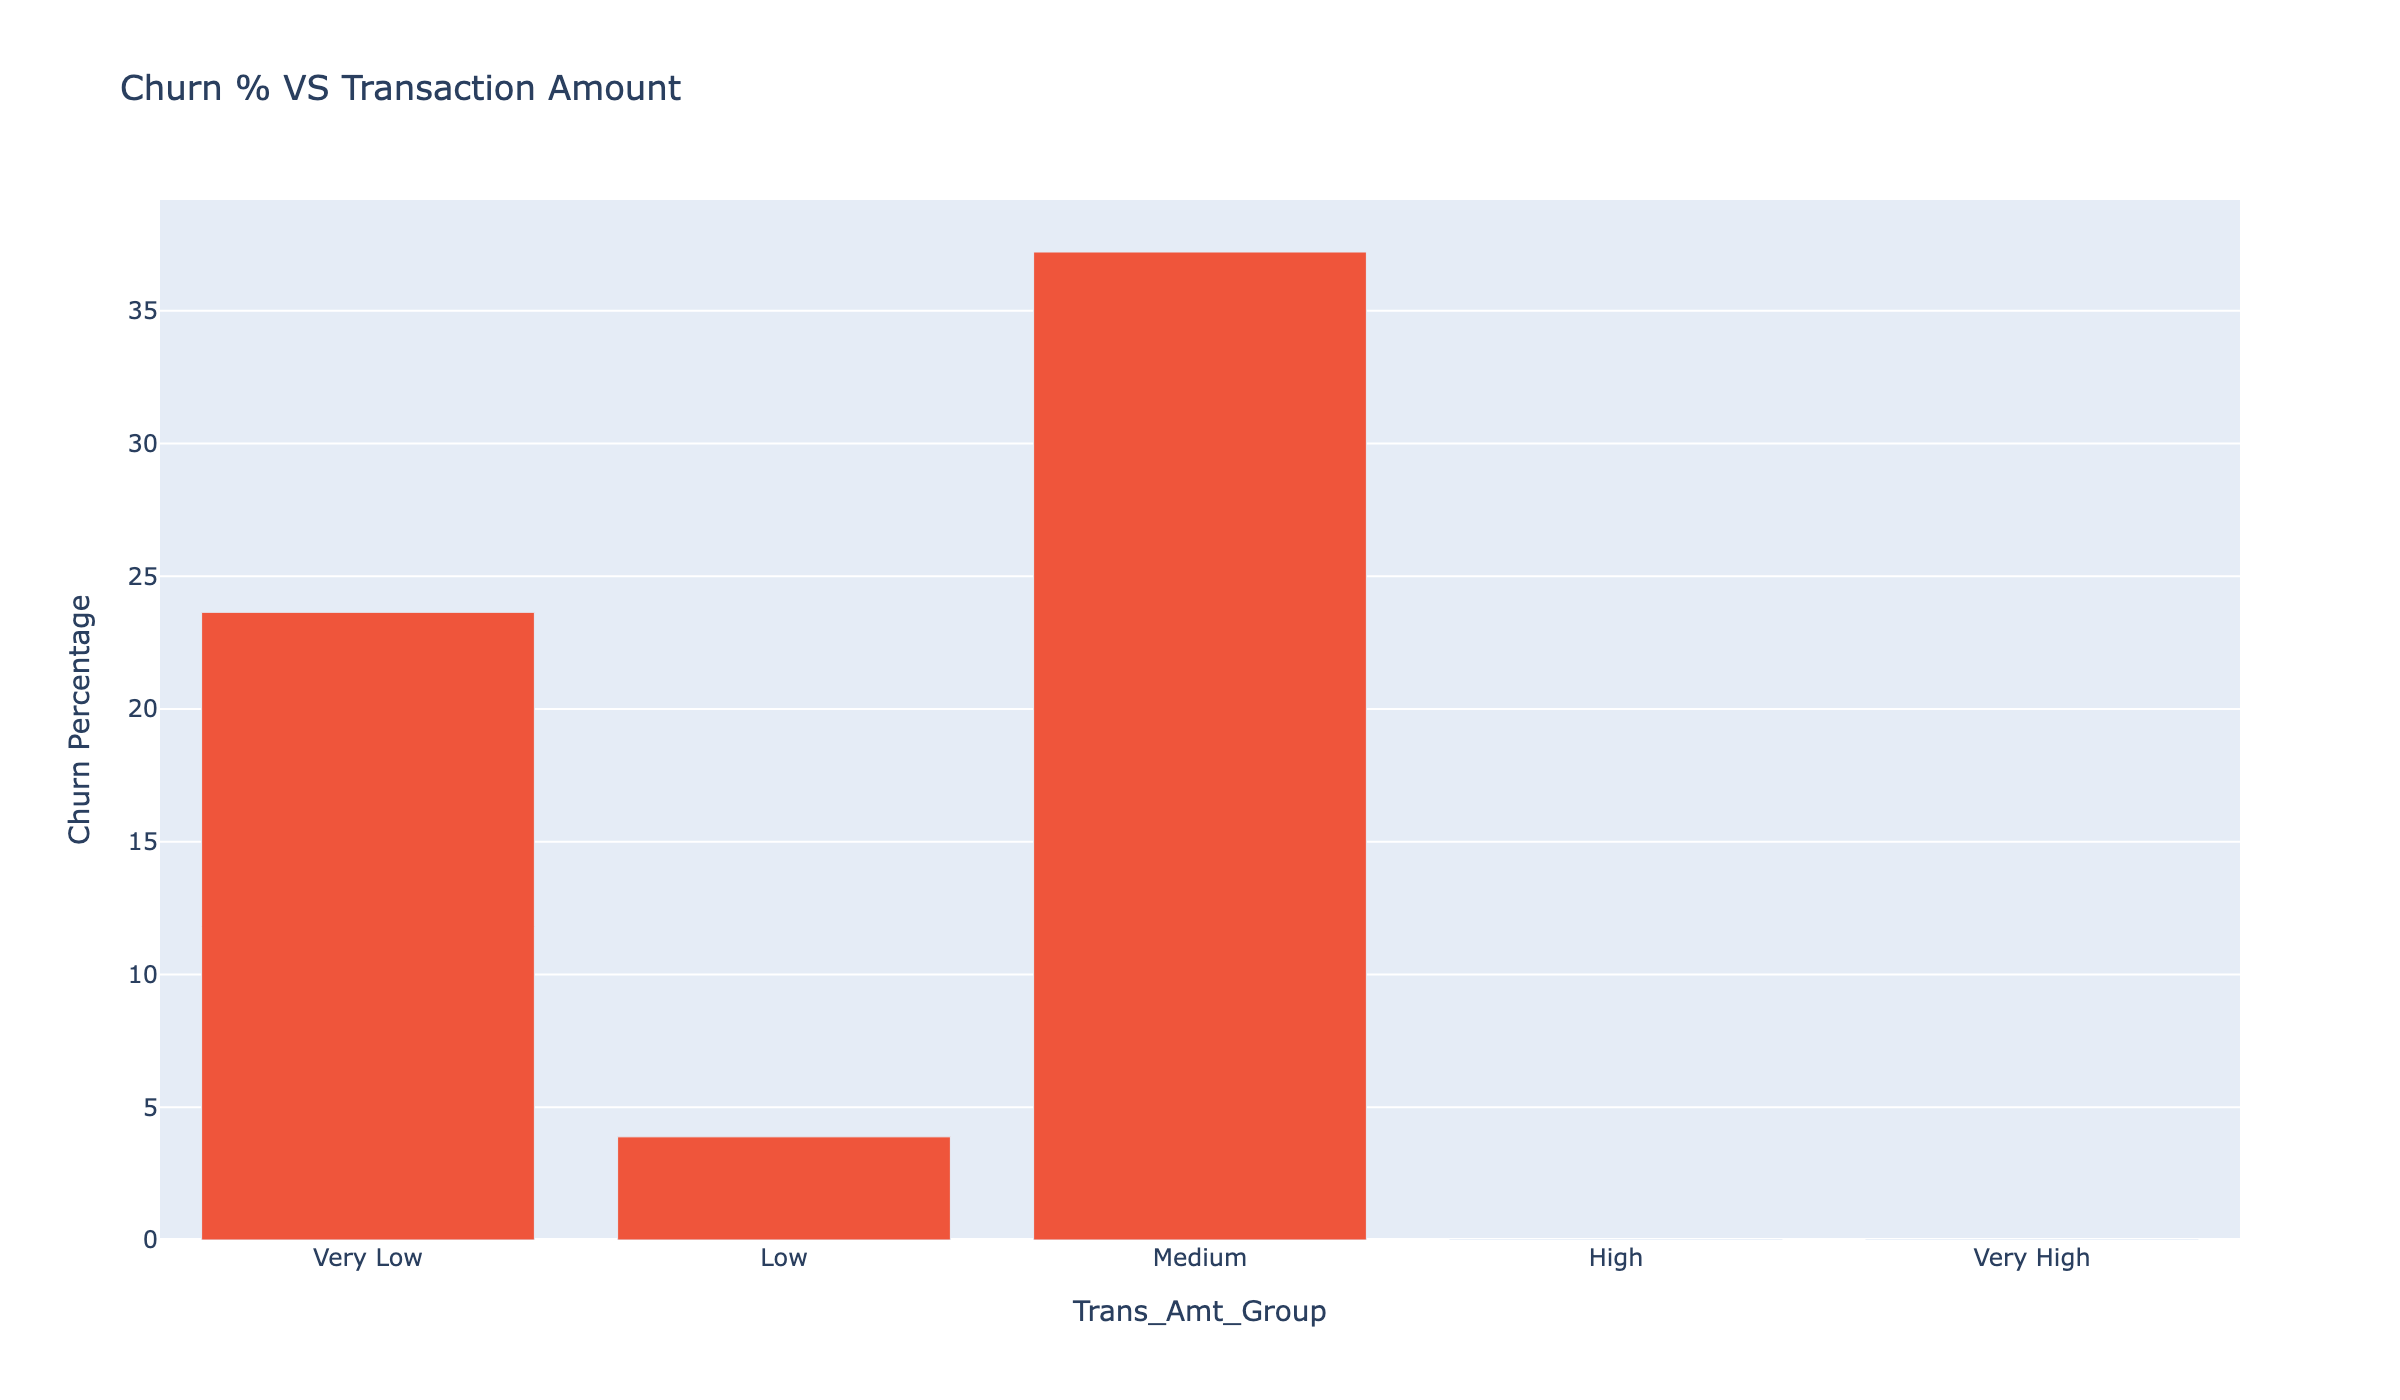 Churn % VS Transaction Amount
Churn Percentage
35
30
25
20
15
10
5
0
Very Low
Low
Medium
High
Very High
Trans_Amt_Group